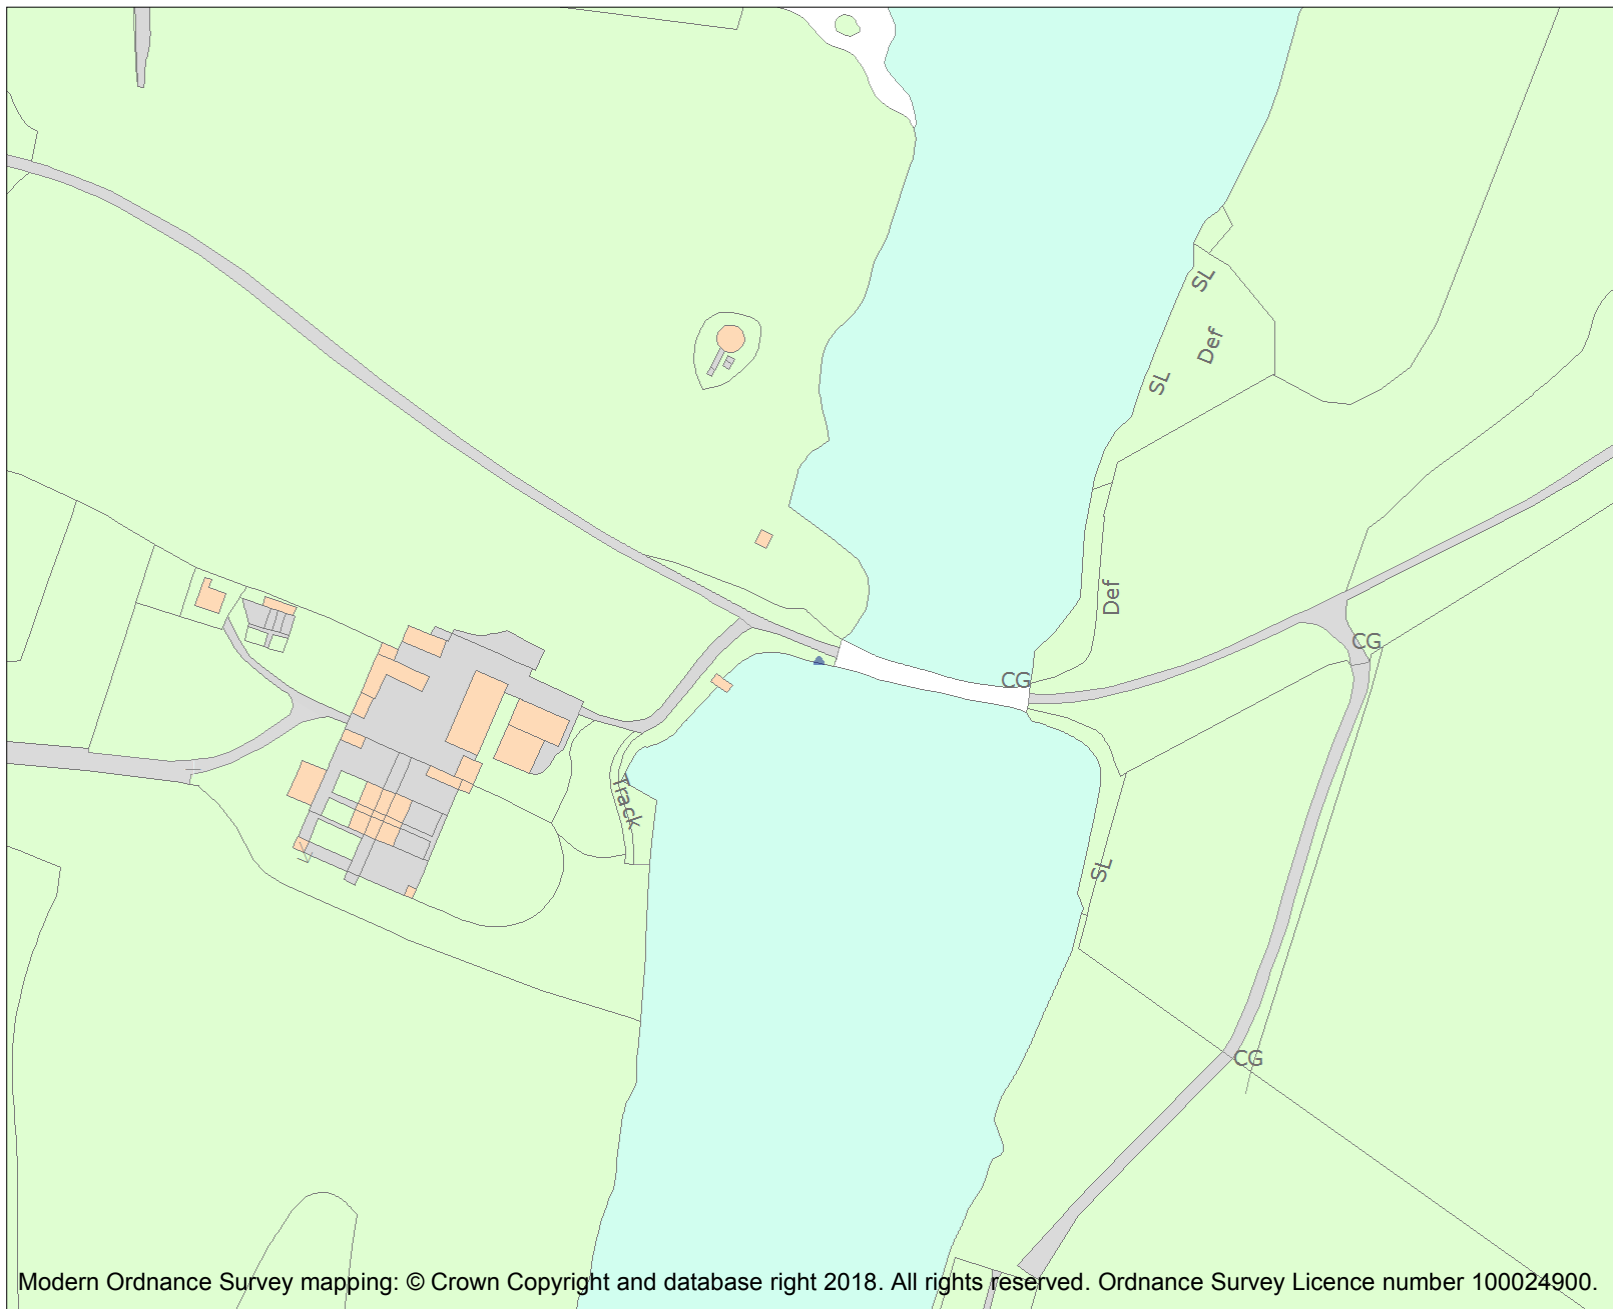 SL
Def
SL
Def
CG
CG
Track
SL
CG
Modern Ordnance Survey mapping: © Crown Copyright and database right 2018. All rights reserved. Ordnance Survey Licence number 100024900.